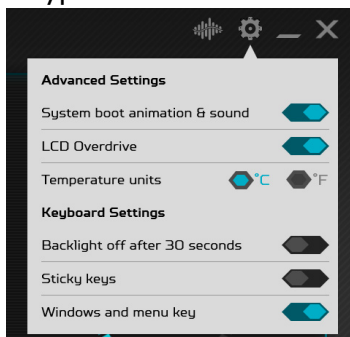 Advanced Settings
System boot animation & sound
LCD Overdrive
Temperature units °C °F
Keyboard Settings
Backlight off after 30 seconds
Sticky keys
Windows and menu key